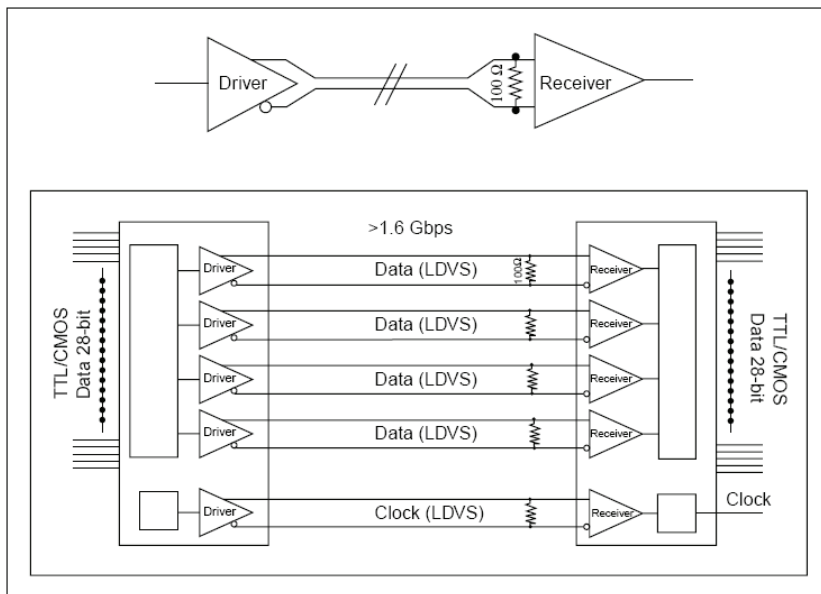 Driver
100 Ω
Receiver
>1.6 Gbps
Driver
Data (LDVS)
100Ω
Receiver
Driver
Data (LDVS)
Receiver
TTL/CMOS
Data 28-bit
TTL/CMOS
Data 28-bit
Driver
Data (LDVS)
Receiver
Driver
Data (LDVS)
Receiver
Driver
Clock (LDVS)
Receiver
Clock